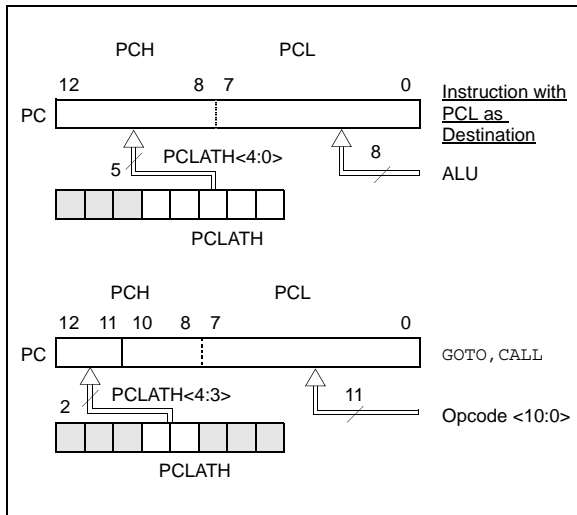 PCH PCL
12 8 7 0
PC
Instruction with
PCL as
Destination
5 PCLATH<4:0>
8
ALU
PCLATH
PCH PCL
12 11 10 8 7 0
PC
GOTO, CALL
2 PCLATH<4:3>
11
Opcode <10:0>
PCLATH